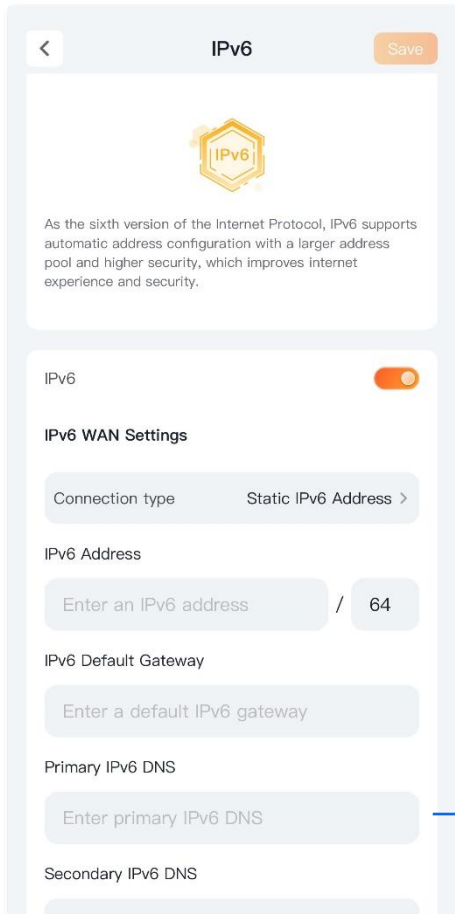 IPv6
Save
IPv6
As the sixth version of the Internet Protocol, IPv6 supports
automatic address configuration with a larger address
pool and higher security, which improves internet
experience and security.
IPv6
IPv6 WAN Settings
Connection type Static IPv6 Address >
IPv6 Address
Enter an IPv6 address / 64
IPv6 Default Gateway
Enter a default IPv6 gateway
Primary IPv6 DNS
Enter primary IPv6 DNS
Secondary IPv6 DNS